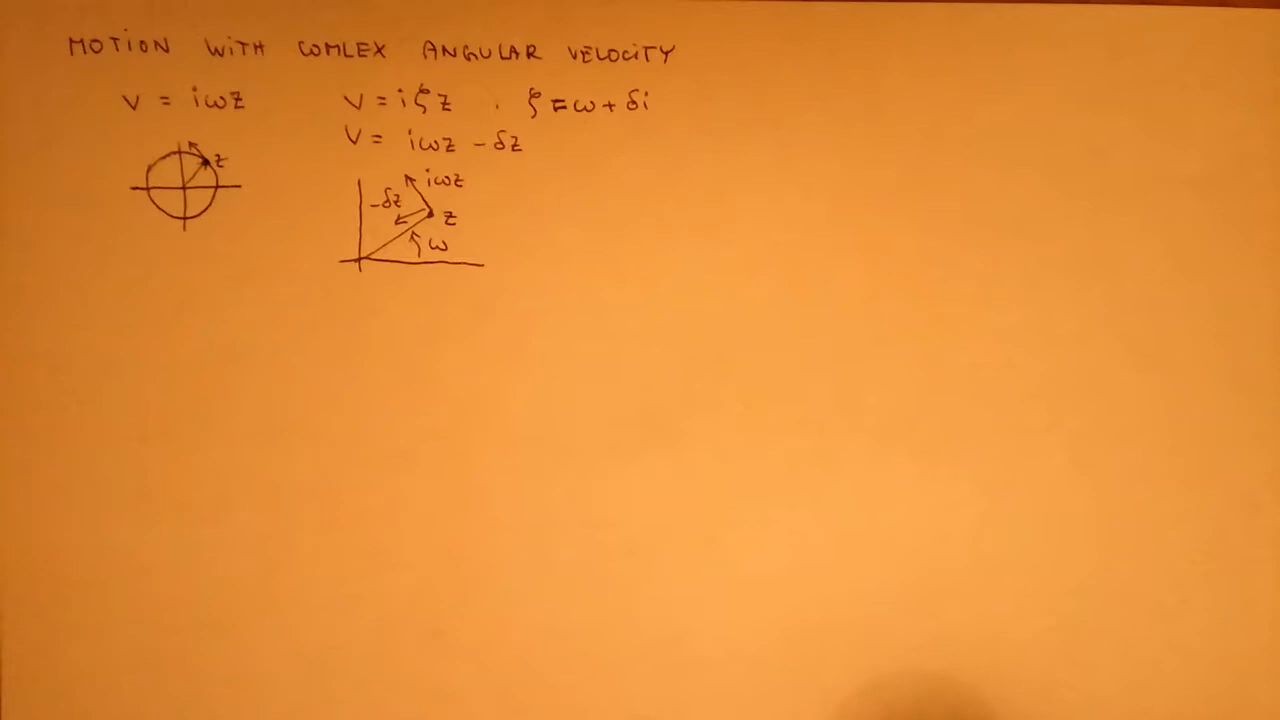 MOTION WITH COMLEX ANGULAR VELOCITY
V = iωz
V = iζz . ζ = ω + δi
V = iωz - δz
z
iωz
-δz
z
ω